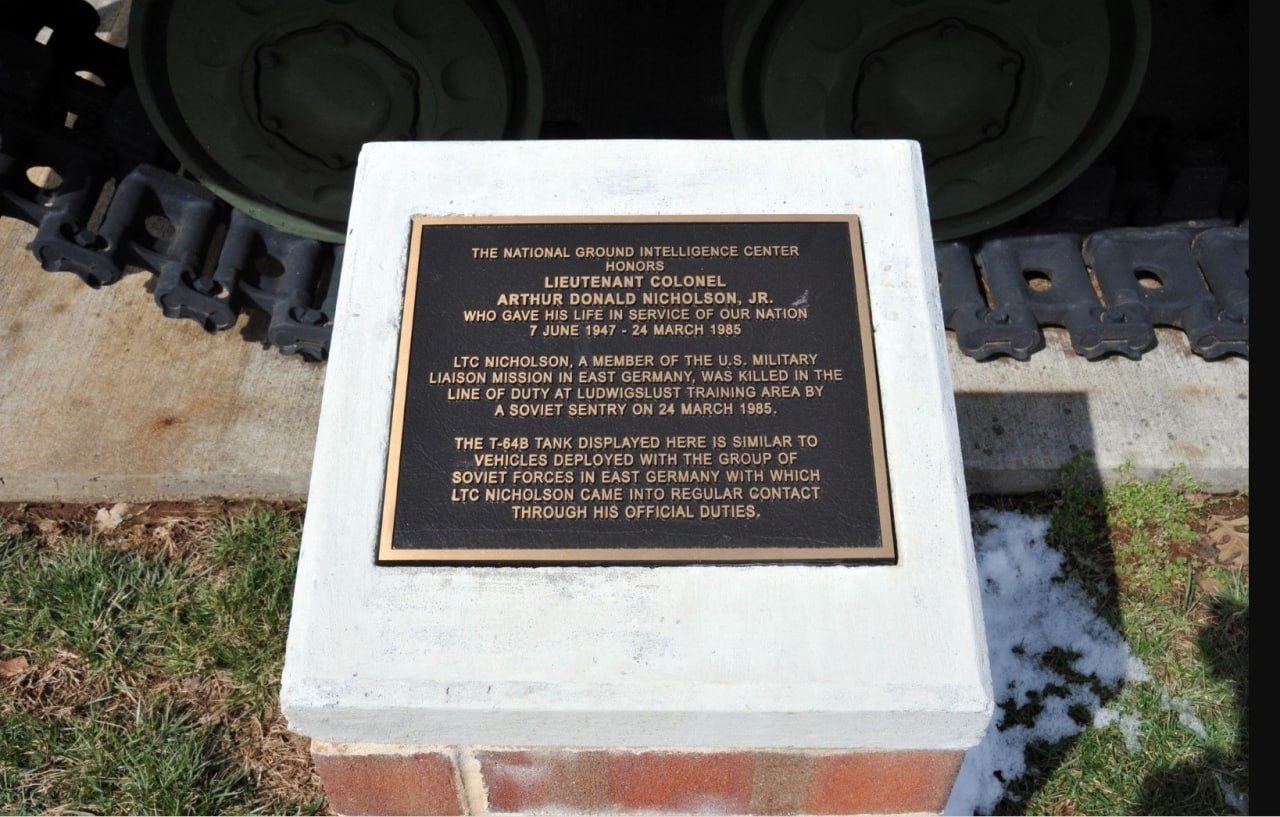 THE NATIONAL GROUND INTELLIGENCE CENTER
HONORS
LIEUTENANT COLONEL
ARTHUR DONALD NICHOLSON, JR.
WHO GAVE HIS LIFE IN SERVICE OF OUR NATION
7 JUNE 1947 - 24 MARCH 1985
LTC NICHOLSON, A MEMBER OF THE U.S. MILITARY
LIAISON MISSION IN EAST GERMANY, WAS KILLED IN THE
LINE OF DUTY AT LUDWIGSLUST TRAINING AREA BY
A SOVIET SENTRY ON 24 MARCH 1985.
THE T-64B TANK DISPLAYED HERE IS SIMILAR TO
VEHICLES DEPLOYED WITH THE GROUP OF
SOVIET FORCES IN EAST GERMANY WITH WHICH
LTC NICHOLSON CAME INTO REGULAR CONTACT
THROUGH HIS OFFICIAL DUTIES.